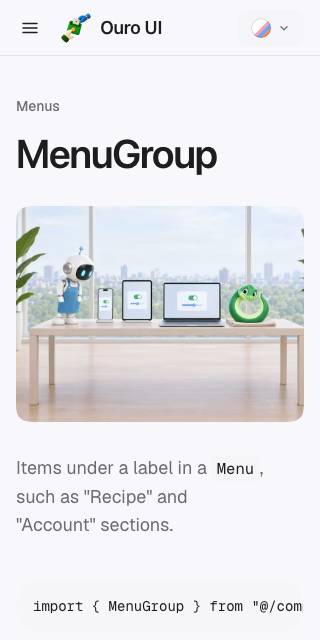 Ouro UI
Menus
MenuGroup
Items under a label in a Menu ,
such as "Recipe" and
"Account" sections.
import { MenuGroup } from "@/com